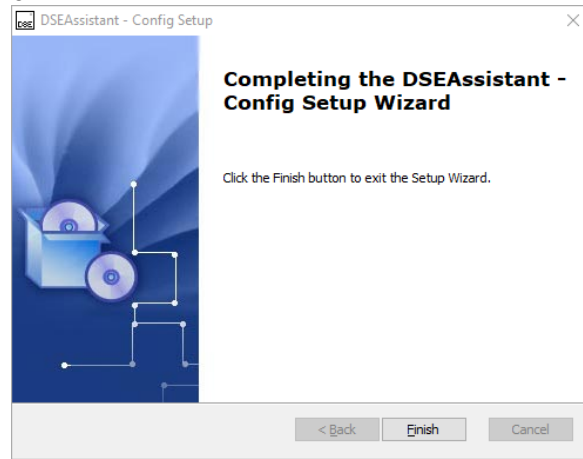 DSEAssistant - Config Setup
Completing the DSEAssistant -
Config Setup Wizard
Click the Finish button to exit the Setup Wizard.
< Back
Finish
Cancel